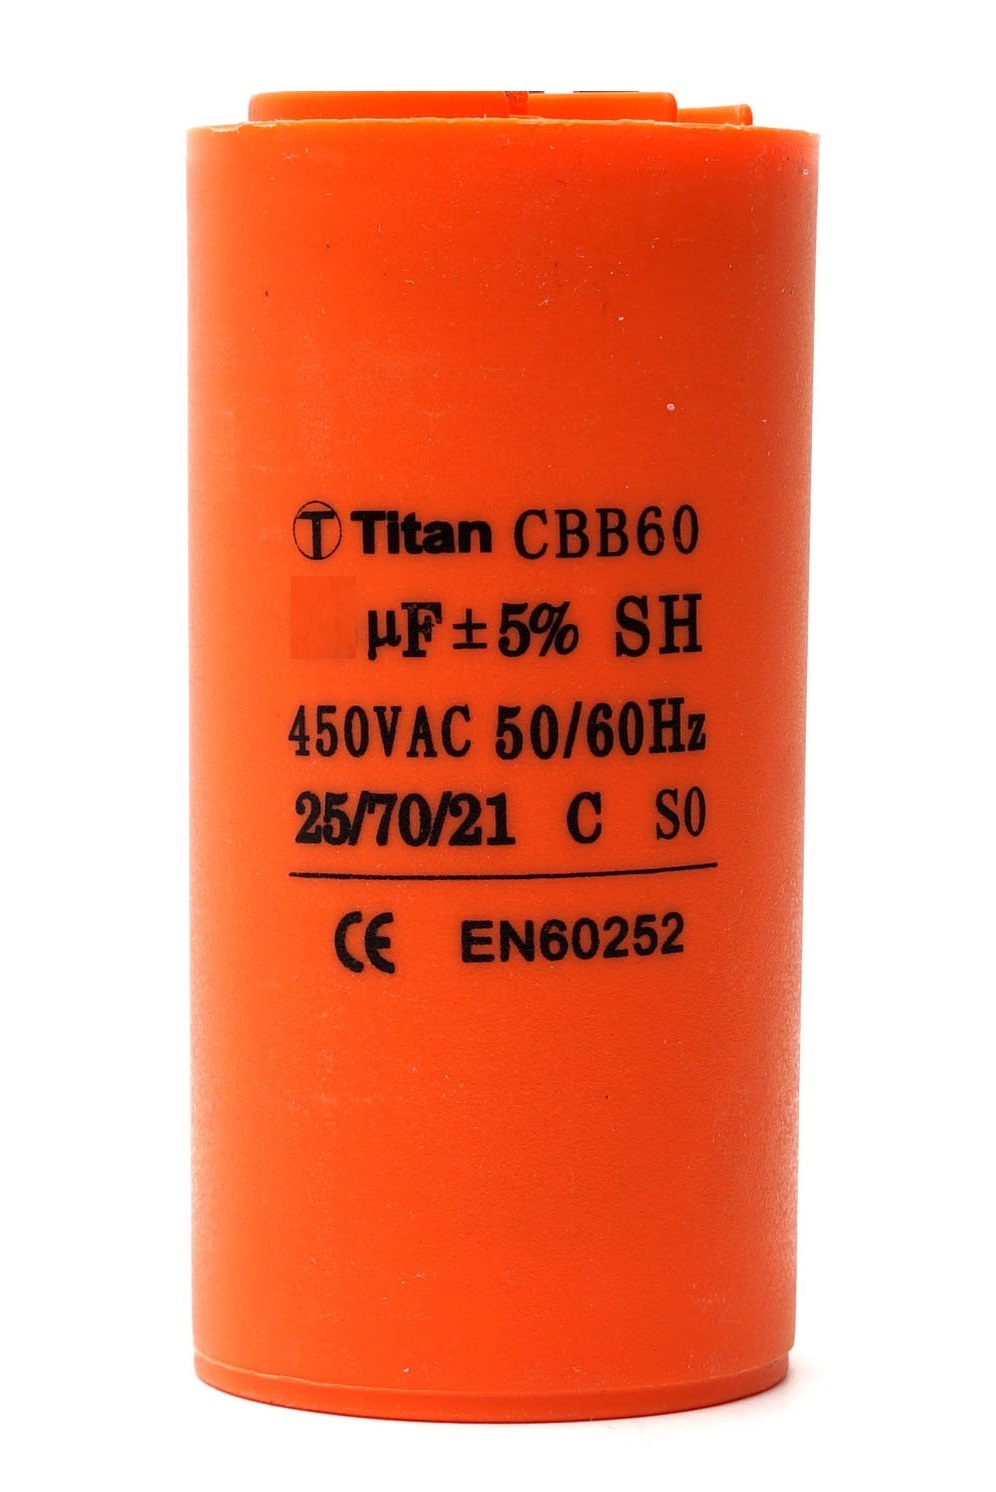 T Titan CBB60
µF ± 5% SH
450VAC 50/60Hz
25/70/21 C S0
CE EN60252